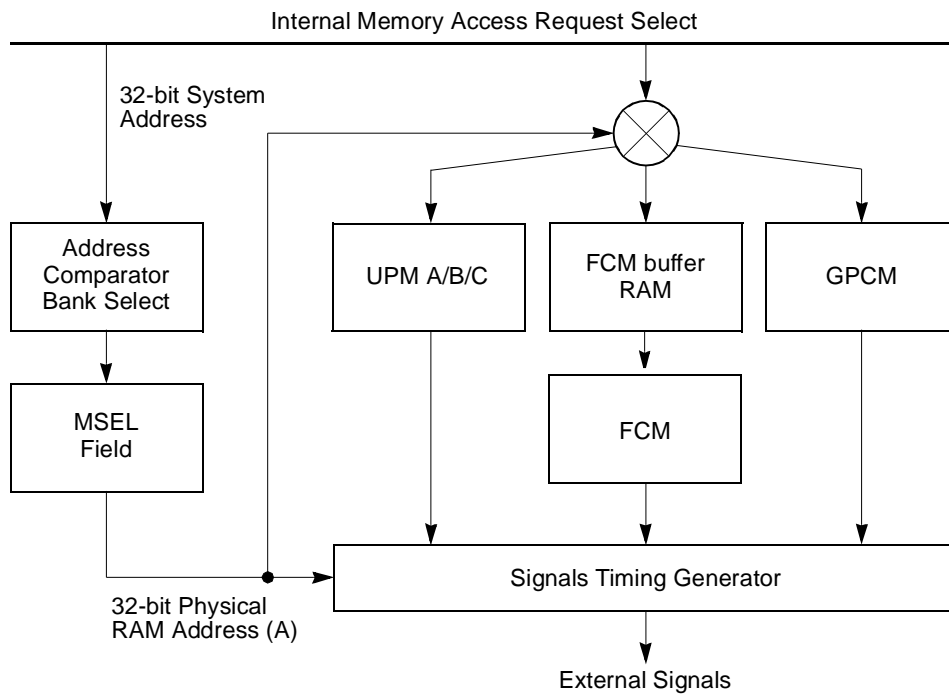 Internal Memory Access Request Select
32-bit System
Address
Address
Comparator
Bank Select
UPM A/B/C
FCM buffer
RAM
GPCM
MSEL
Field
FCM
Signals Timing Generator
32-bit Physical
RAM Address (A)
External Signals